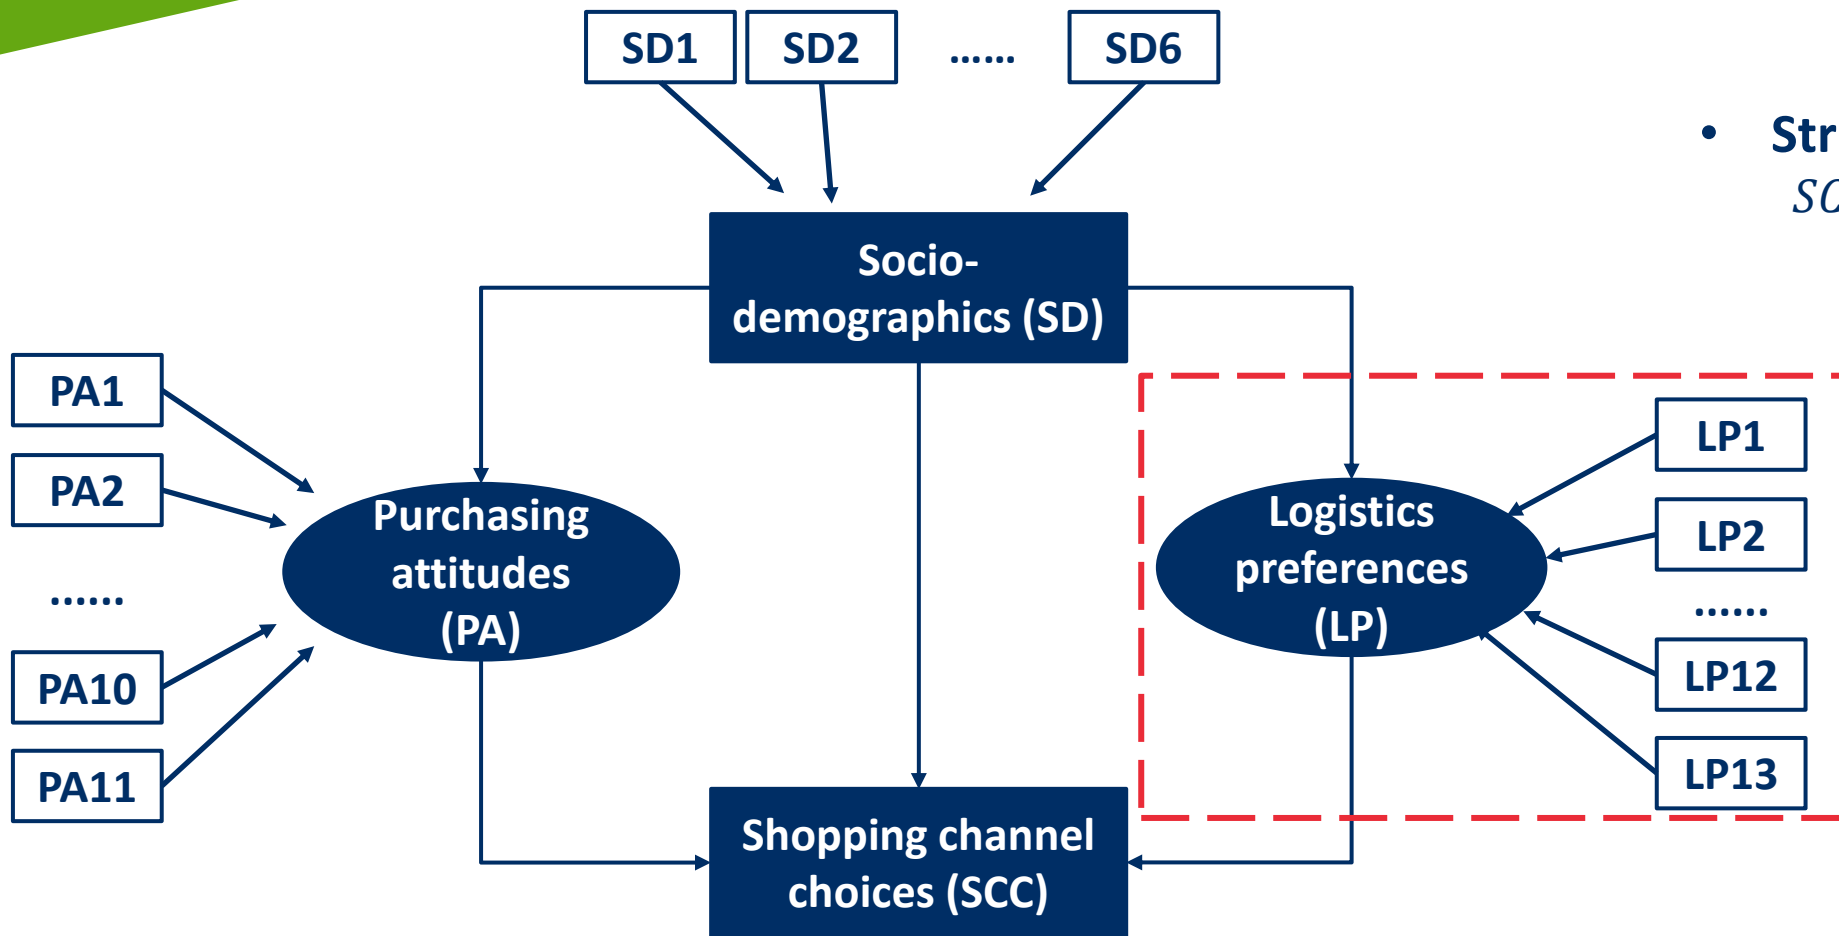 SD1
SD2
......
SD6
• Str
SC
Socio-
demographics (SD)
PA1
PA2
......
PA10
PA11
Purchasing
attitudes
(PA)
Logistics
preferences
(LP)
LP1
LP2
......
LP12
LP13
Shopping channel
choices (SCC)